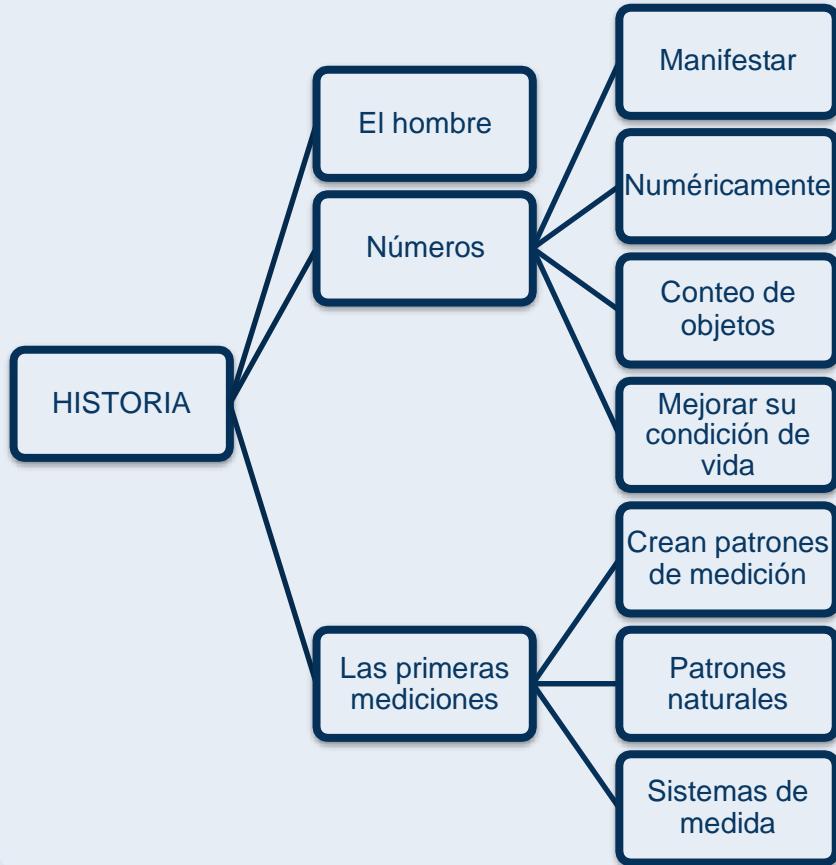 HISTORIA
El hombre
Números
Manifestar
Numéricamente
Conteo de
objetos
Mejorar su
condición de
vida
Las primeras
mediciones
Crean patrones
de medición
Patrones
naturales
Sistemas de
medida